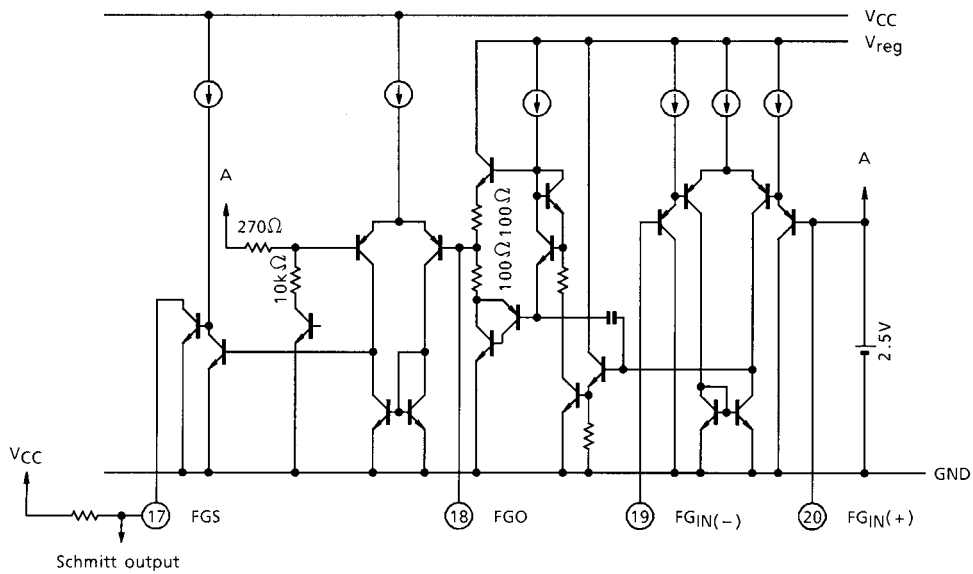 VCC
Vreg
A
A
270Ω
10kΩ
100Ω
100Ω
2.5V
VCC
GND
17 FGS
18 FGO
19 FGIN(-)
20 FGIN(+)
Schmitt output